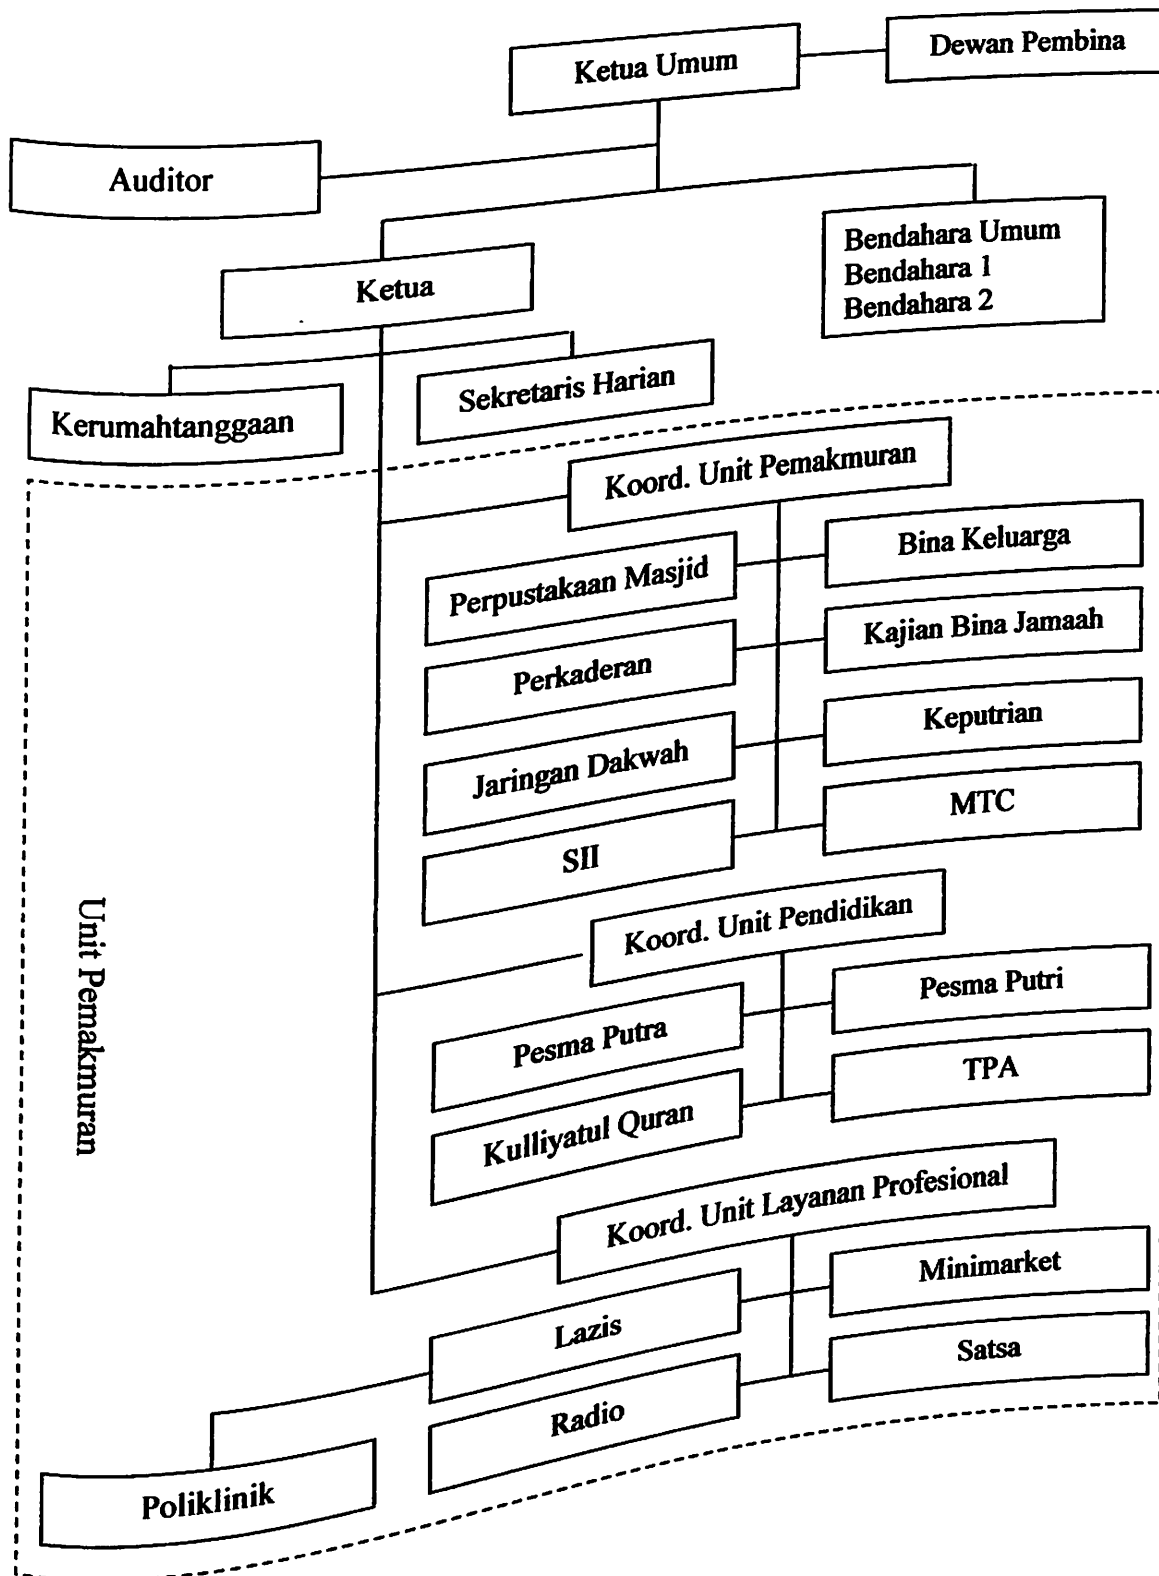 Ketua Umum
Dewan Pembina
Auditor
Bendahara Umum
Bendahara 1
Bendahara 2
Ketua
Kerumahtanggaan
Sekretaris Harian
Koord. Unit Pemakmuran
Perpustakaan Masjid
Bina Keluarga
Perkaderan
Kajian Bina Jamaah
Jaringan Dakwah
Keputrian
SII
MTC
Koord. Unit Pendidikan
Pesma Putra
Pesma Putri
Kulliyatul Quran
TPA
Koord. Unit Layanan Profesional
Lazis
Minimarket
Radio
Satsa
Poliklinik
Unit Pemakmuran